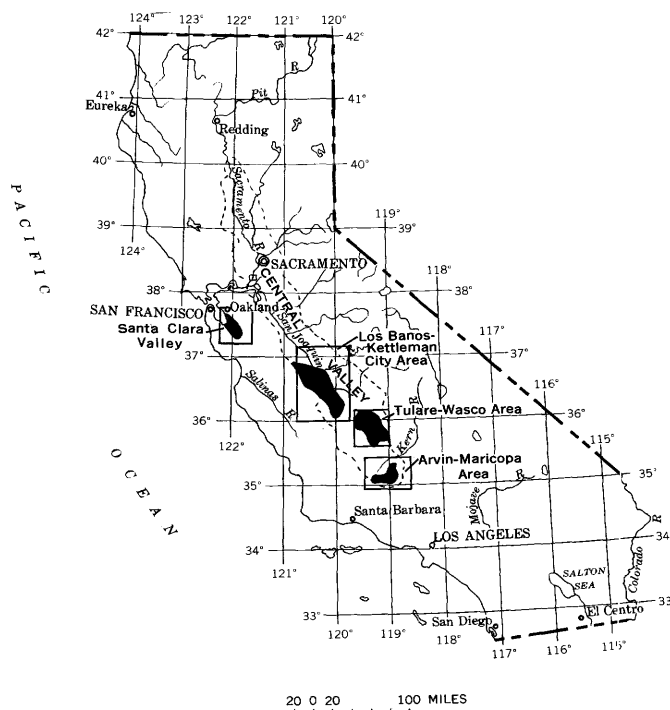 124° 123° 122° 121° 120°
42° 42°
Pit R
Eureka 41° 41°
Redding
40° 40°
PACIFIC
Sacramento R
39° 119° 39°
124°
SACRAMENTO
118°
38° CENTRAL 38°
SAN FRANCISCO Oakland 117°
Santa Clara
Valley
San Joaquin
Los Banos-
Kettleman
City Area
37° 37°
VALLEY 116°
Salinas R
Tulare-Wasco Area
36° 36°
122° Kern R 115°
Arvin-Maricopa
Area
35° 35°
OCEAN
Mojave R
Santa Barbara
LOS ANGELES
34° 34°
121°
SALTON
SEA
Colorado R
33° 33
El Centro
San Diego
120° 119° 118° 117° 116° 115°
20 0 20 100 MILES